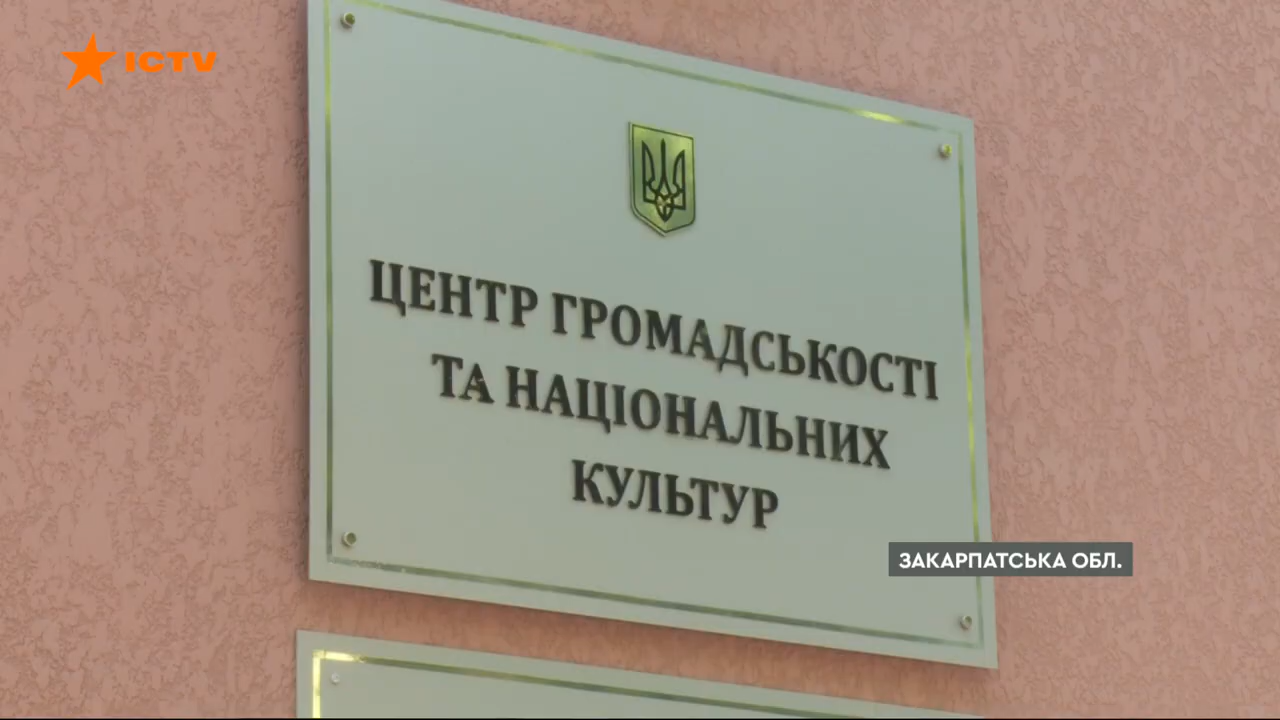 ICTV
ЦЕНТР ГРОМАДСЬКОСТІ
ТА НАЦІОНАЛЬНИХ
КУЛЬТУР
ЗАКАРПАТСЬКА ОБЛ.